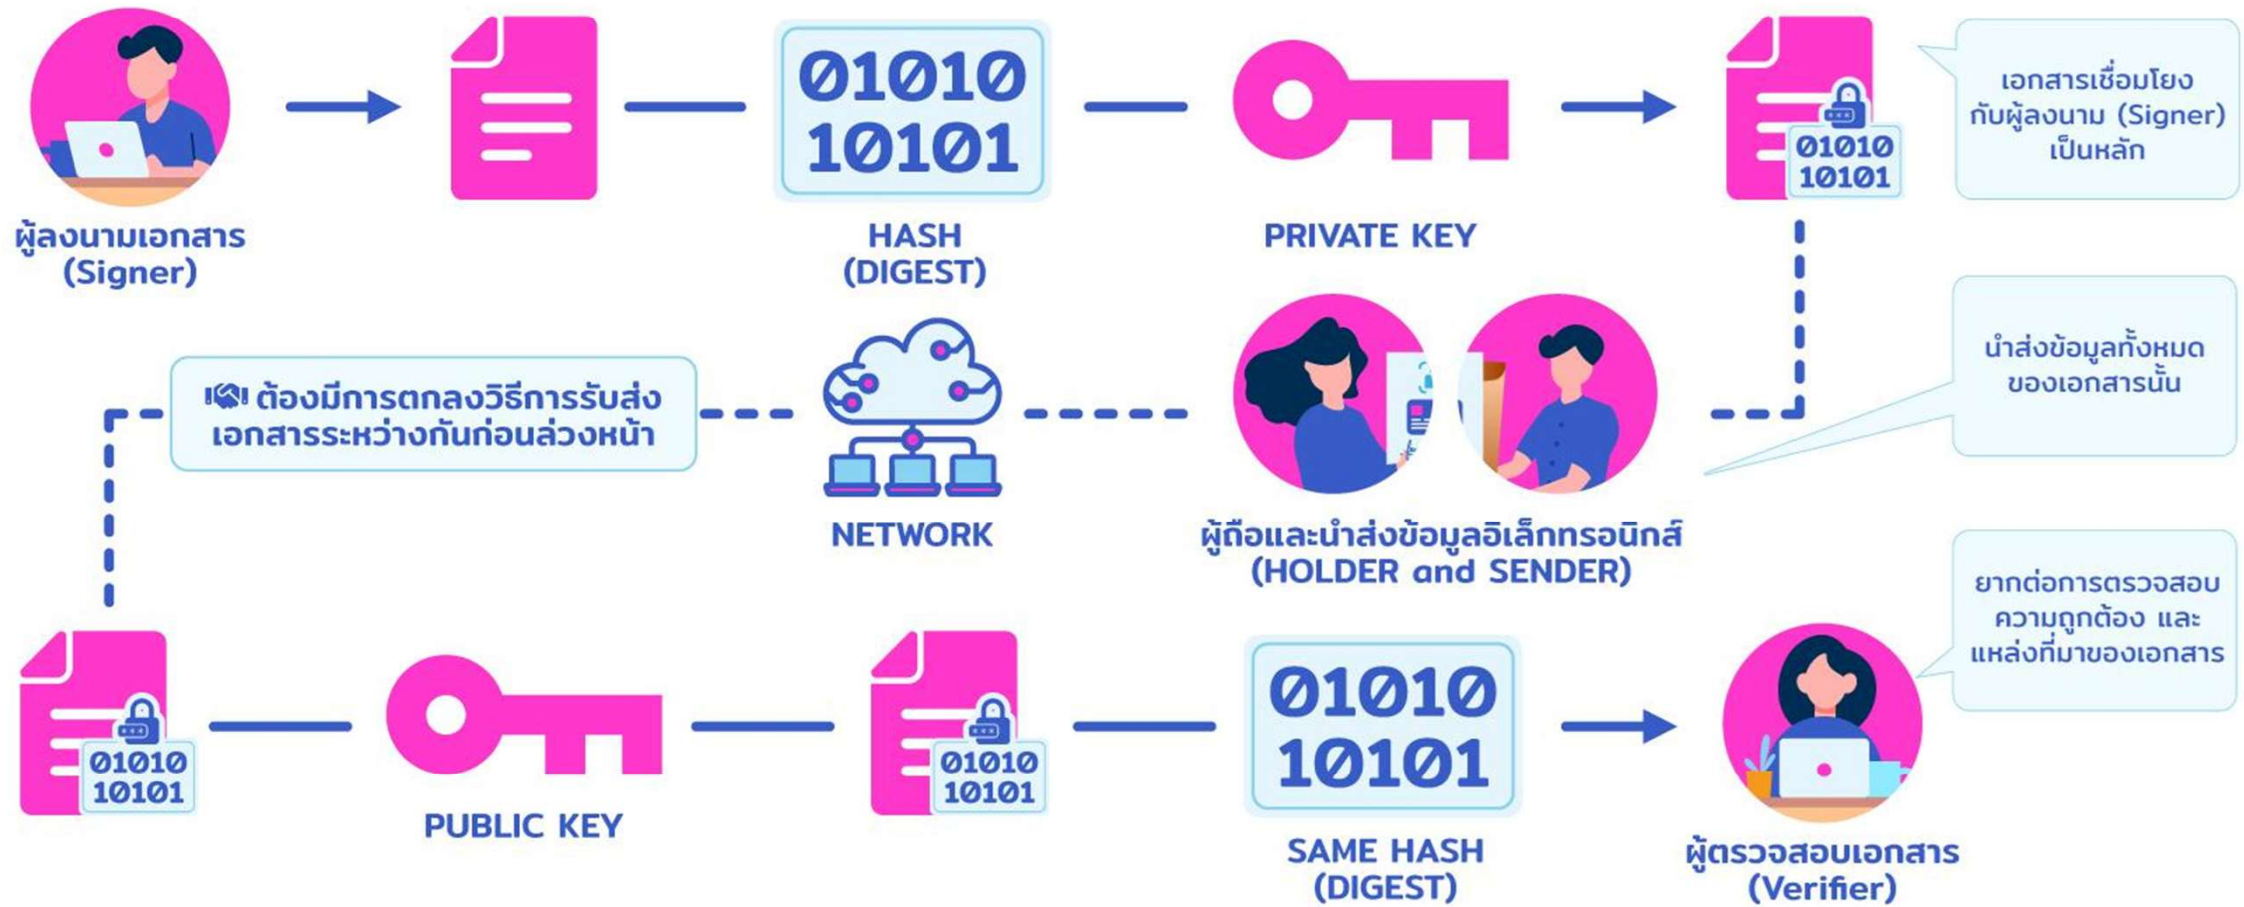 01010
10101
01010
10101
เอกสารเชื่อมโยง
กับผู้ลงนาม (Signer)
เป็นหลัก
ผู้ลงนามเอกสาร
(Signer)
HASH
(DIGEST)
PRIVATE KEY
ต้องมีการตกลงวิธีการรับส่ง
เอกสารระหว่างกันก่อนล่วงหน้า
NETWORK
ผู้ถือและนำส่งข้อมูลอิเล็กทรอนิกส์
(HOLDER and SENDER)
นำส่งข้อมูลทั้งหมด
ของเอกสารนั้น
ยากต่อการตรวจสอบ
ความถูกต้อง และ
แหล่งที่มาของเอกสาร
01010
10101
PUBLIC KEY
01010
10101
01010
10101
SAME HASH
(DIGEST)
ผู้ตรวจสอบเอกสาร
(Verifier)